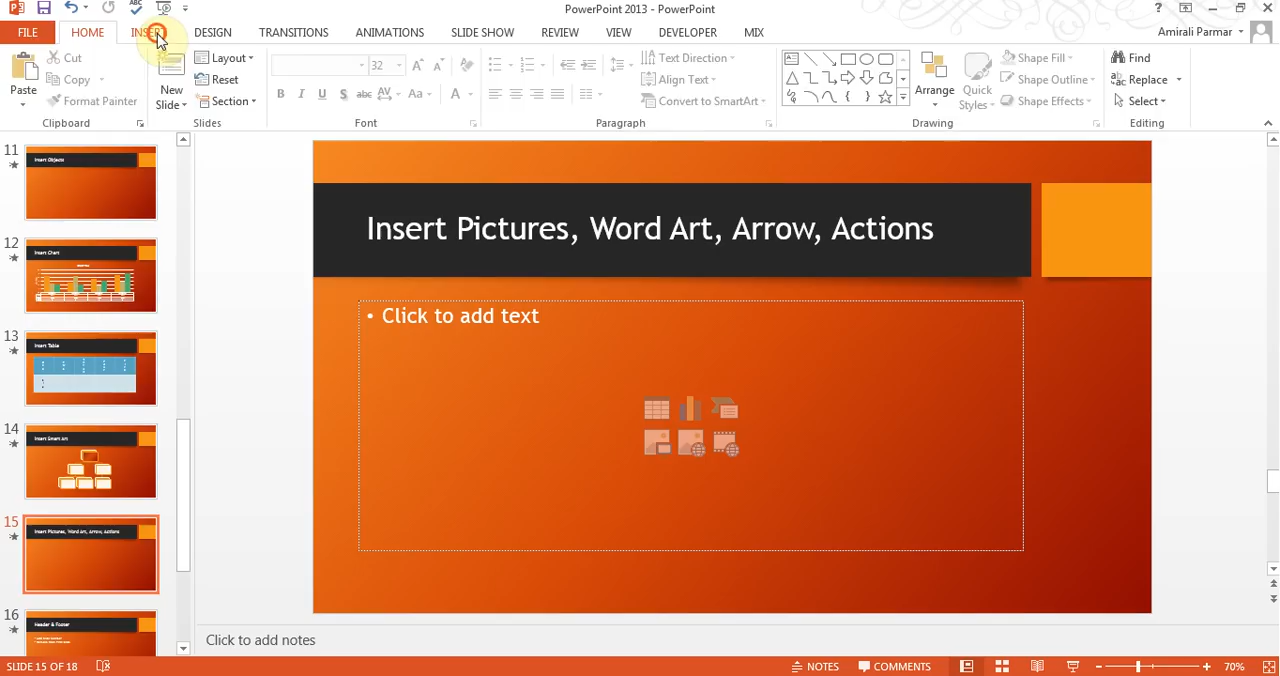 PowerPoint 2013 - PowerPoint
FILE HOME INSERT DESIGN TRANSITIONS ANIMATIONS SLIDE SHOW REVIEW VIEW DEVELOPER MIX Amirali Parmar
Paste
Cut
Copy
Format Painter
Clipboard
New
Slide
Layout
Reset
Section
Slides
32
B I U S abc AV Aa A
Font
Text Direction
Align Text
Convert to SmartArt
Paragraph
Arrange
Quick
Styles
Shape Fill
Shape Outline
Shape Effects
Drawing
Find
Replace
Select
Editing
11
Insert Objects
12
Insert Chart
13
Insert Table
14
Insert Smart Art
15
Insert Pictures, Word Art, Arrow, Actions
16
Header & Footer
Insert Pictures, Word Art, Arrow, Actions
• Click to add text
Click to add notes
SLIDE 15 OF 18 NOTES COMMENTS 70%